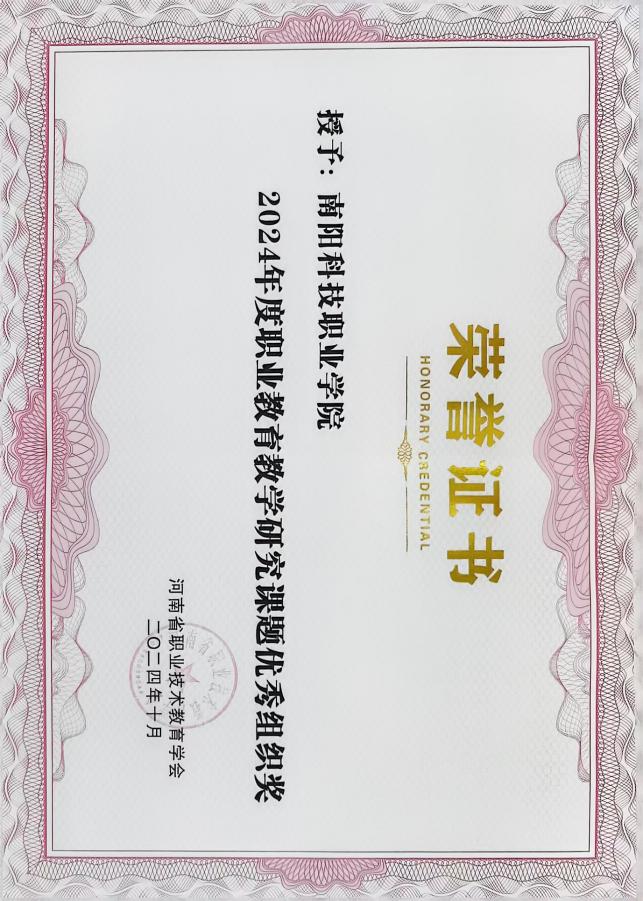 荣誉证书
HONORARY CREDENTIAL
授予：南阳科技职业学院
2024年度职业教育教学研究课题优秀组织奖
河南省职业技术教育学会
二〇二四年十月